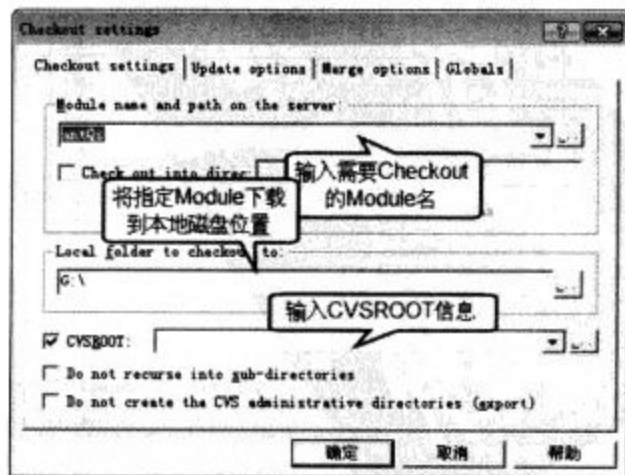 Checkout settings
Checkout settings Update options Merge options Globals
Module name and path on the server:
Check out into direc
输入需要Checkout
的Module名
将指定Module下载
到本地磁盘位置
Local folder to checkout to:
G:\
输入CVSROOT信息
CVSROOT:
Do not recurse into sub-directories
Do not create the CVS administrative directories (export)
确定 取消 帮助